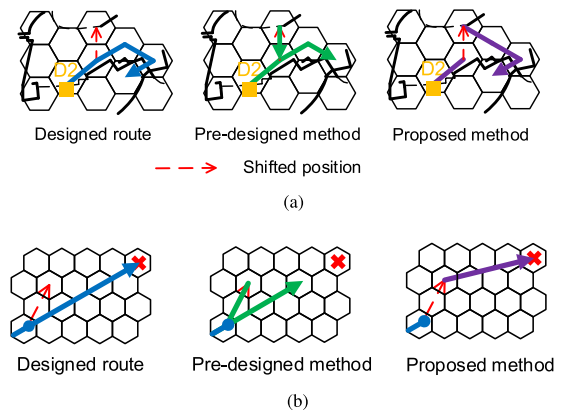 D2 D2 D2
Designed route Pre-designed method Proposed method
Shifted position
(a)
Designed route Pre-designed method Proposed method
(b)